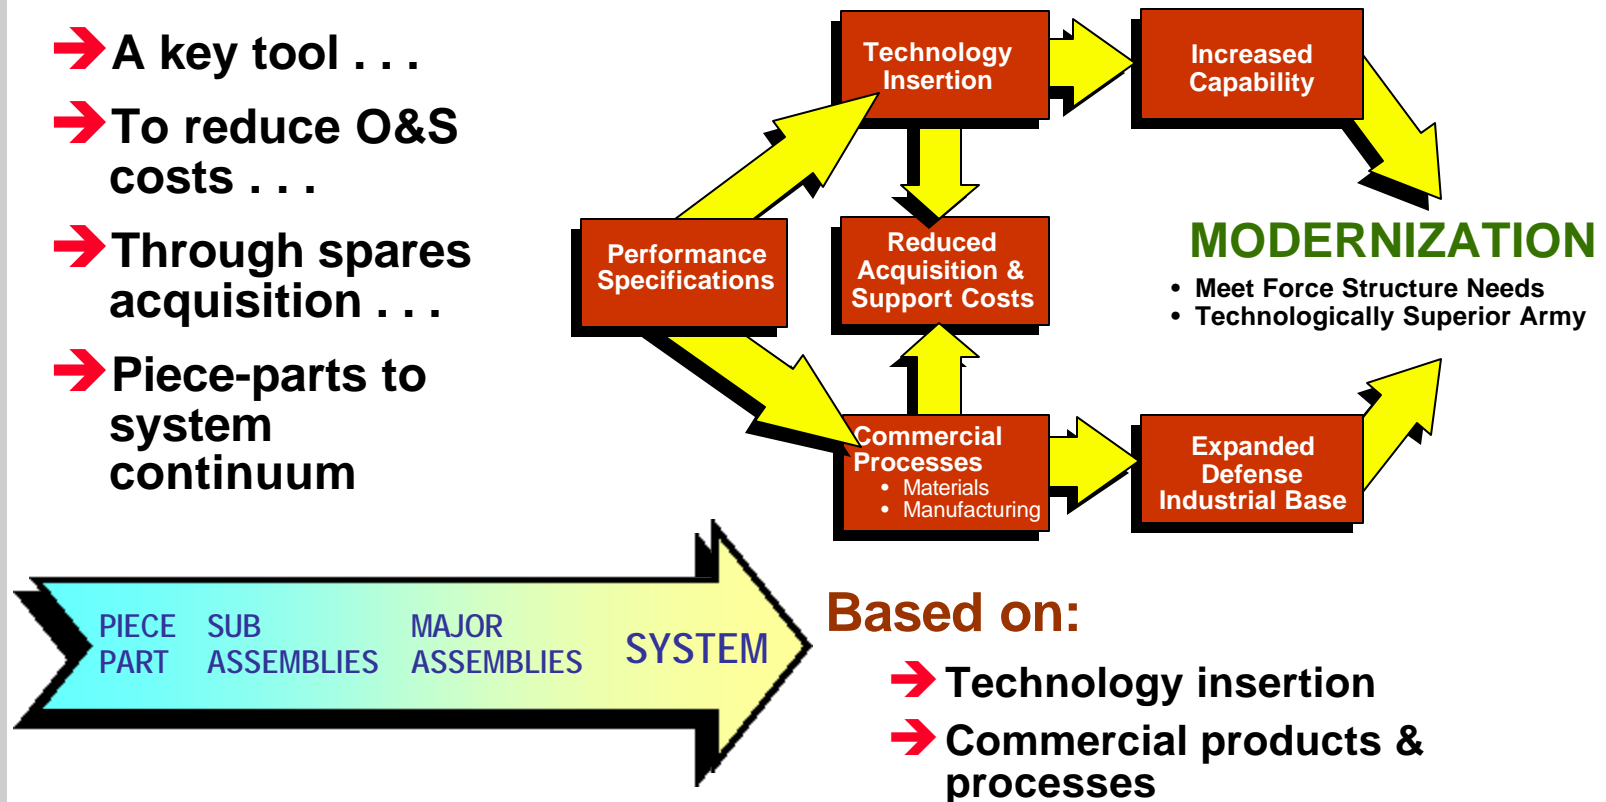 A key tool . . .
To reduce O&S
costs . . .
Through spares
acquisition . . .
Piece-parts to
system
continuum
Technology
Insertion
Increased
Capability
Performance
Specifications
Reduced
Acquisition &
Support Costs
MODERNIZATION
• Meet Force Structure Needs
• Technologically Superior Army
Commercial
Processes
• Materials
• Manufacturing
Expanded
Defense
Industrial Base
PIECE
PART
SUB
ASSEMBLIES
MAJOR
ASSEMBLIES
SYSTEM
Based on:
Technology insertion
Commercial products &
processes